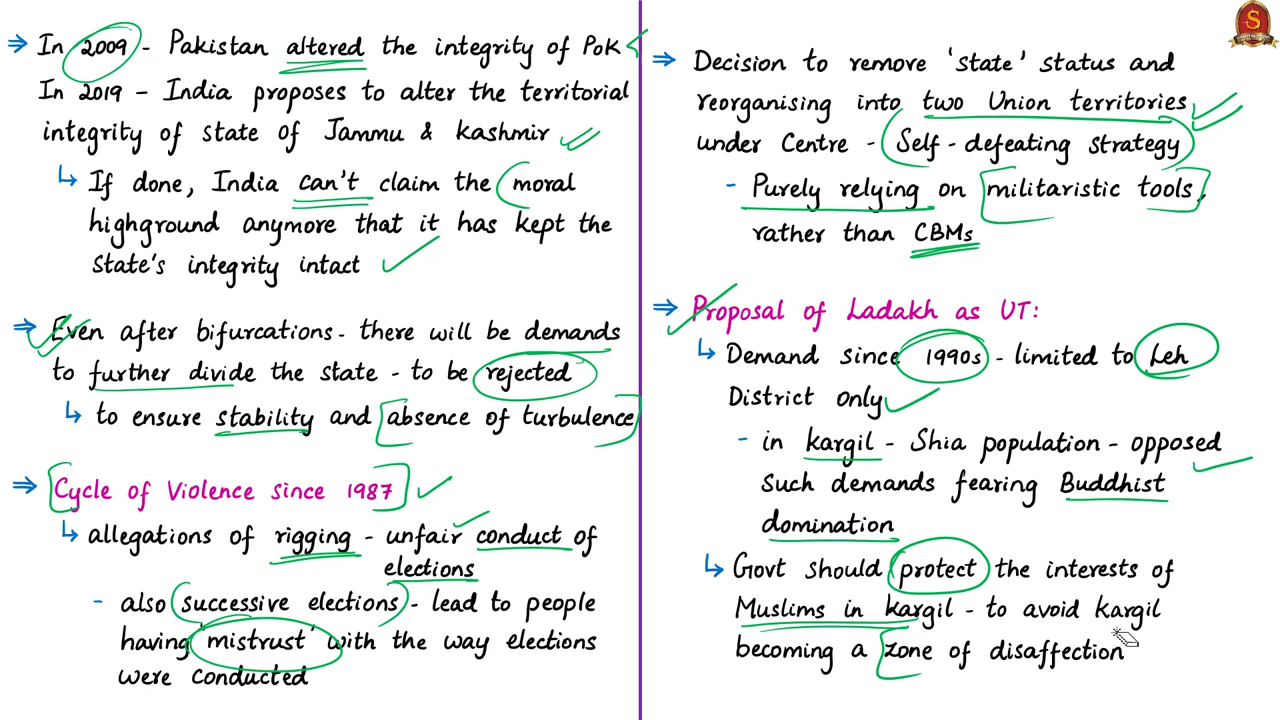 ⇒ In 2009 - Pakistan altered the integrity of PoK
In 2019 - India proposes to alter the territorial
integrity of state of Jammu & kashmir
↳ If done, India can't claim the moral
highground anymore that it has kept the
state's integrity intact
⇒ Even after bifurcations - there will be demands
to further divide the state - to be rejected
↳ to ensure stability and absence of turbulence
⇒ Cycle of Violence since 1987
↳ allegations of rigging - unfair conduct of
elections
- also successive elections - lead to people
having 'mistrust' with the way elections
were conducted
⇒ Decision to remove 'state' status and
reorganising into two Union territories
under Centre - Self-defeating strategy
- Purely relying on militaristic tools,
rather than CBMs
⇒ Proposal of Ladakh as UT:
↳ Demand since 1990s - limited to Leh
District only
- in kargil - Shia population - opposed
Such demands fearing Buddhist
domination
↳ Govt should protect the interests of
Muslims in kargil - to avoid kargil
becoming a zone of disaffection
S